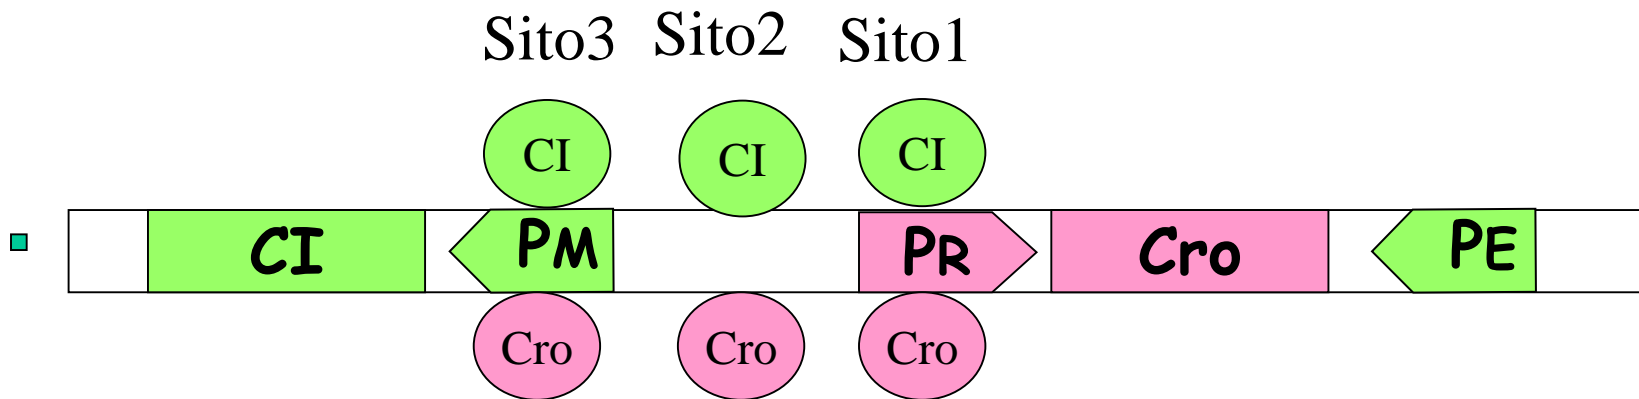 Sito3 Sito2 Sito1
CI CI CI
CI PM PR Cro PE
Cro Cro Cro